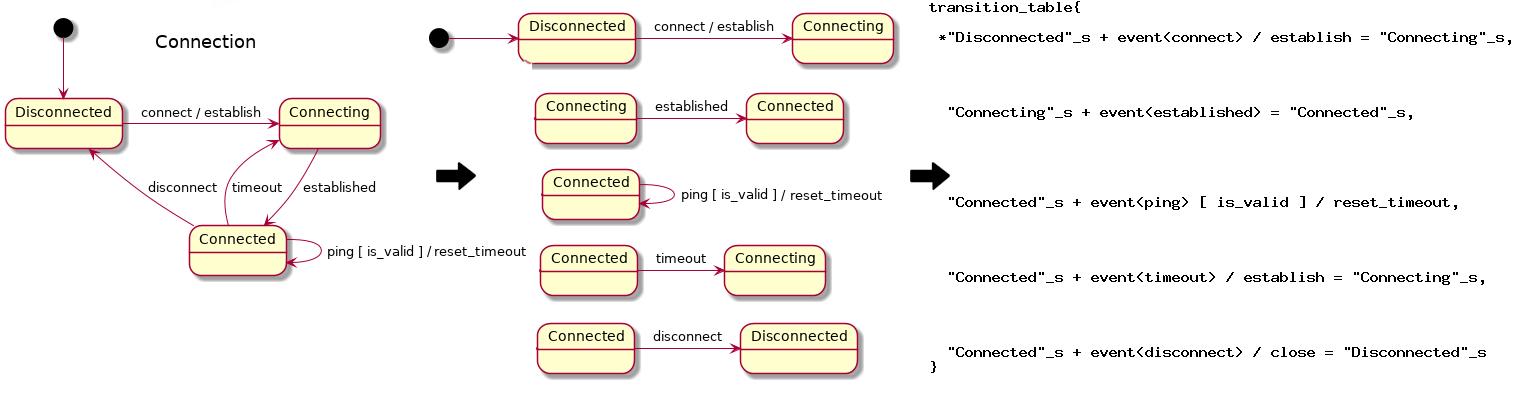 Connection
Disconnected
connect / establish
Connecting
disconnect
timeout
established
Connected
ping [ is_valid ] / reset_timeout
Disconnected
connect / establish
Connecting
Connecting
established
Connected
Connected
ping [ is_valid ] / reset_timeout
Connected
timeout
Connecting
Connected
disconnect
Disconnected
transition_table{
*"Disconnected"_s + event<connect> / establish = "Connecting"_s,
"Connecting"_s + event<established> = "Connected"_s,
"Connected"_s + event<ping> [ is_valid ] / reset_timeout,
"Connected"_s + event<timeout> / establish = "Connecting"_s,
"Connected"_s + event<disconnect> / close = "Disconnected"_s
}